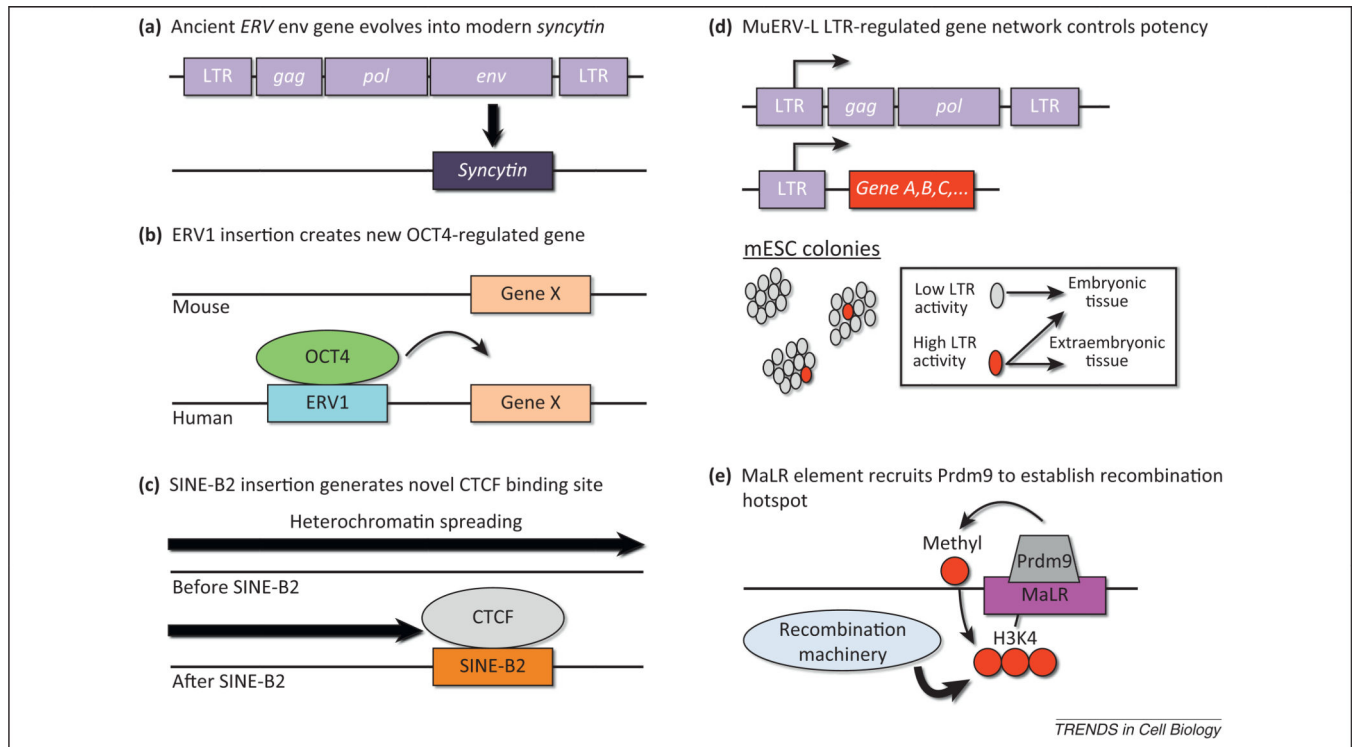 (a) Ancient ERV env gene evolves into modern syncytin
LTR gag pol env LTR
Syncytin
(b) ERV1 insertion creates new OCT4-regulated gene
Gene X
Mouse
OCT4
ERV1 Gene X
Human
(c) SINE-B2 insertion generates novel CTCF binding site
Heterochromatin spreading
Before SINE-B2
CTCF
SINE-B2
After SINE-B2
(d) MuERV-L LTR-regulated gene network controls potency
LTR gag pol LTR
LTR Gene A,B,C,...
mESC colonies
Low LTR
activity
Embryonic
tissue
High LTR
activity
Extraembryonic
tissue
(e) MaLR element recruits Prdm9 to establish recombination
hotspot
Methyl
Prdm9
MaLR
H3K4
Recombination
machinery
TRENDS in Cell Biology